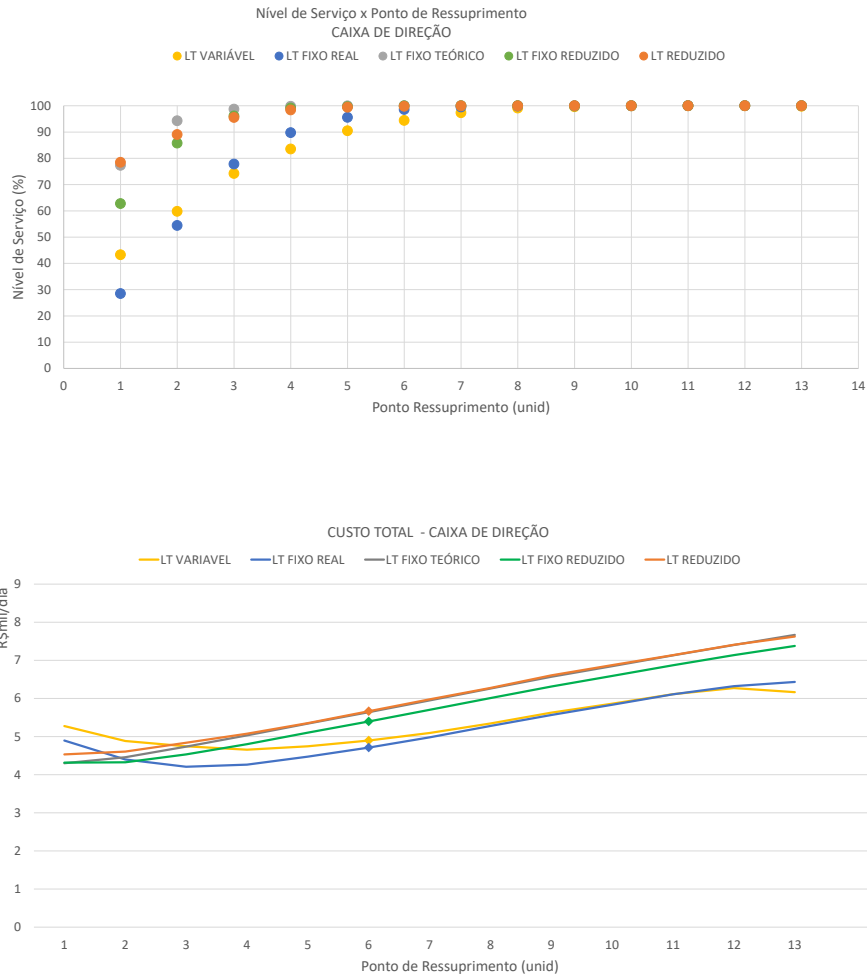 Nível de Serviço x Ponto de Ressuprimento
CAIXA DE DIREÇÃO
LT VARIÁVEL LT FIXO REAL LT FIXO TEÓRICO LT FIXO REDUZIDO LT REDUZIDO
100
90
80
70
60
50
40
30
20
10
0
Nível de Serviço (%)
0 1 2 3 4 5 6 7 8 9 10 11 12 13 14
Ponto Ressuprimento (unid)
CUSTO TOTAL - CAIXA DE DIREÇÃO
LT VARIAVEL LT FIXO REAL LT FIXO TEÓRICO LT FIXO REDUZIDO LT REDUZIDO
R$mil/dia
9
8
7
6
5
4
3
2
1
0
1 2 3 4 5 6 7 8 9 10 11 12 13
Ponto de Ressuprimento (unid)